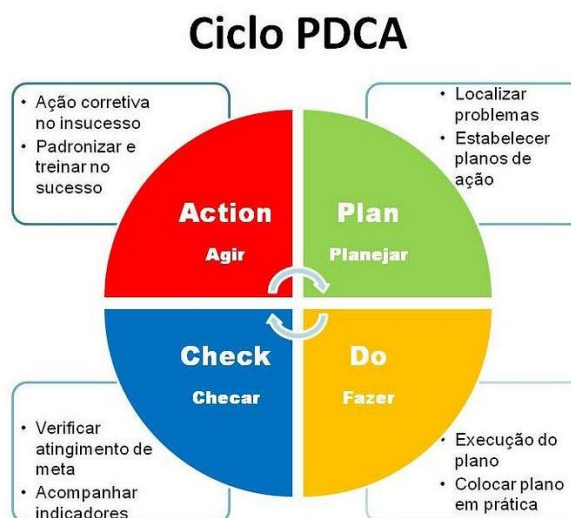 Ciclo PDCA
• Ação corretiva
no insucesso
• Padronizar e
treinar no
sucesso
• Localizar
problemas
• Estabelecer
planos de
ação
Action
Agir
Plan
Planejar
Check
Checar
Do
Fazer
• Verificar
atingimento de
meta
• Acompanhar
indicadores
• Execução do
plano
• Colocar plano
em prática